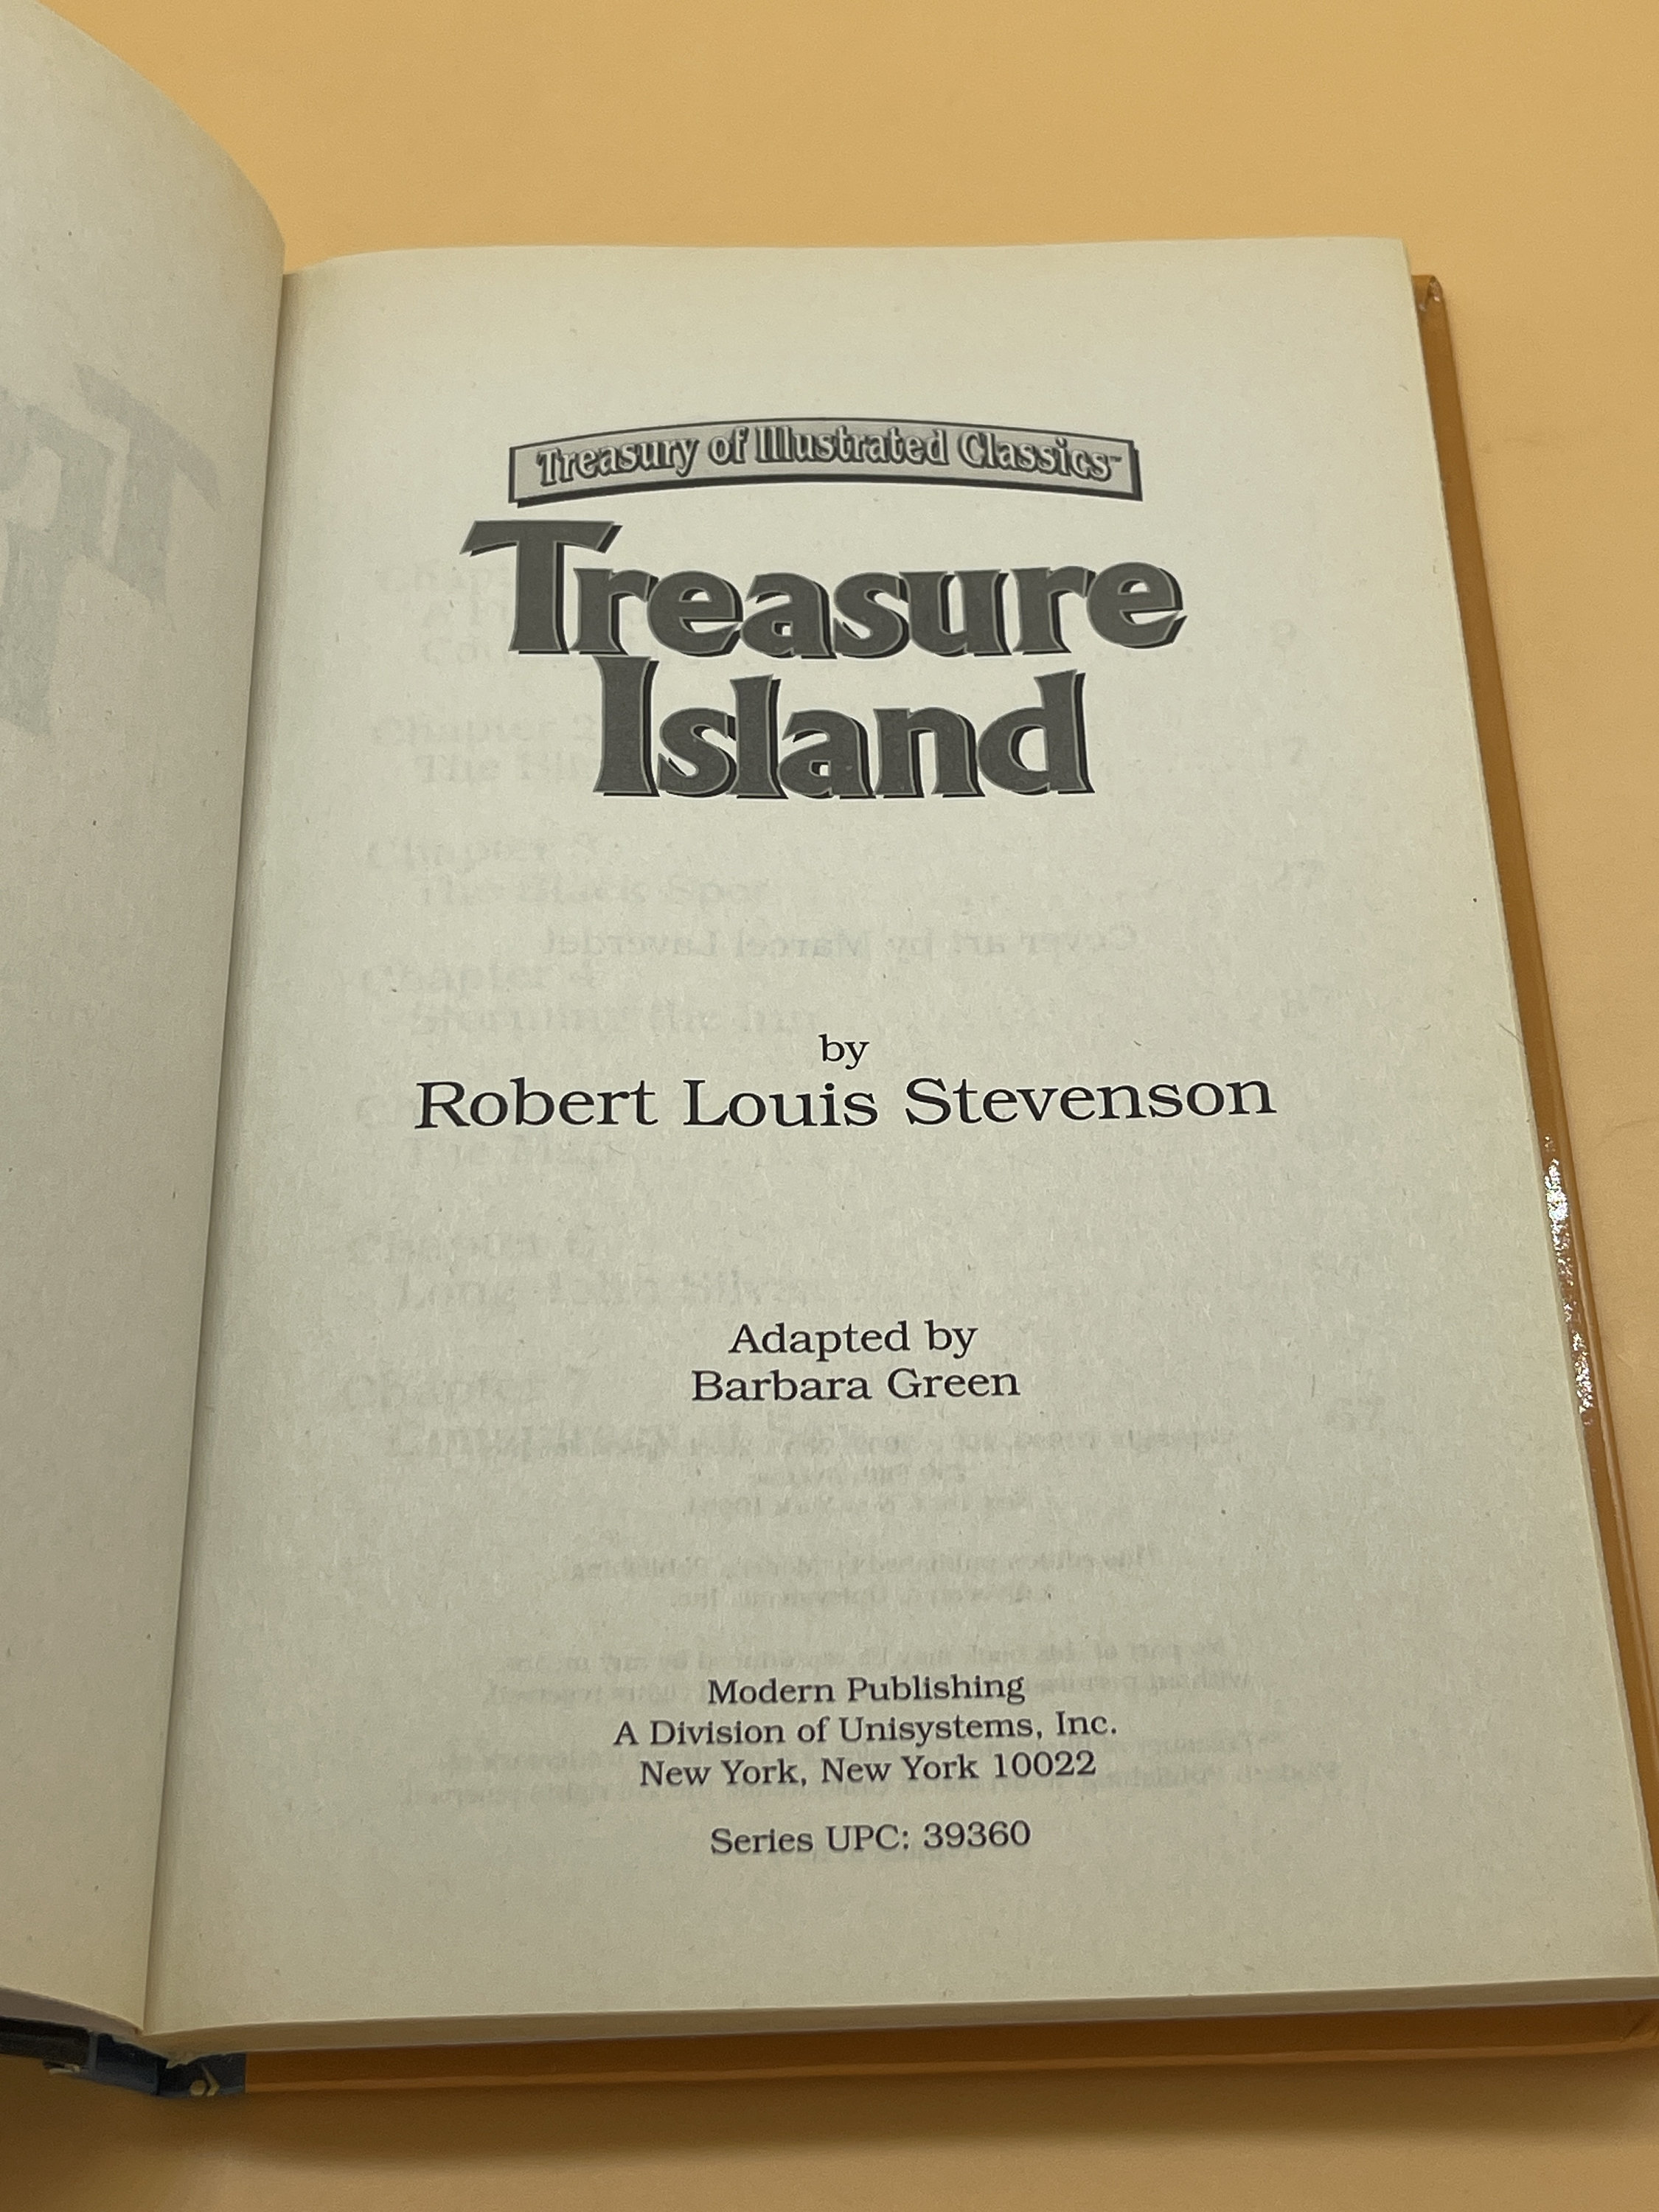 Treasury of Illustrated Classics™
Treasure
Island
by
Robert Louis Stevenson
Adapted by
Barbara Green
Modern Publishing
A Division of Unisystems, Inc.
New York, New York 10022
Series UPC: 39360